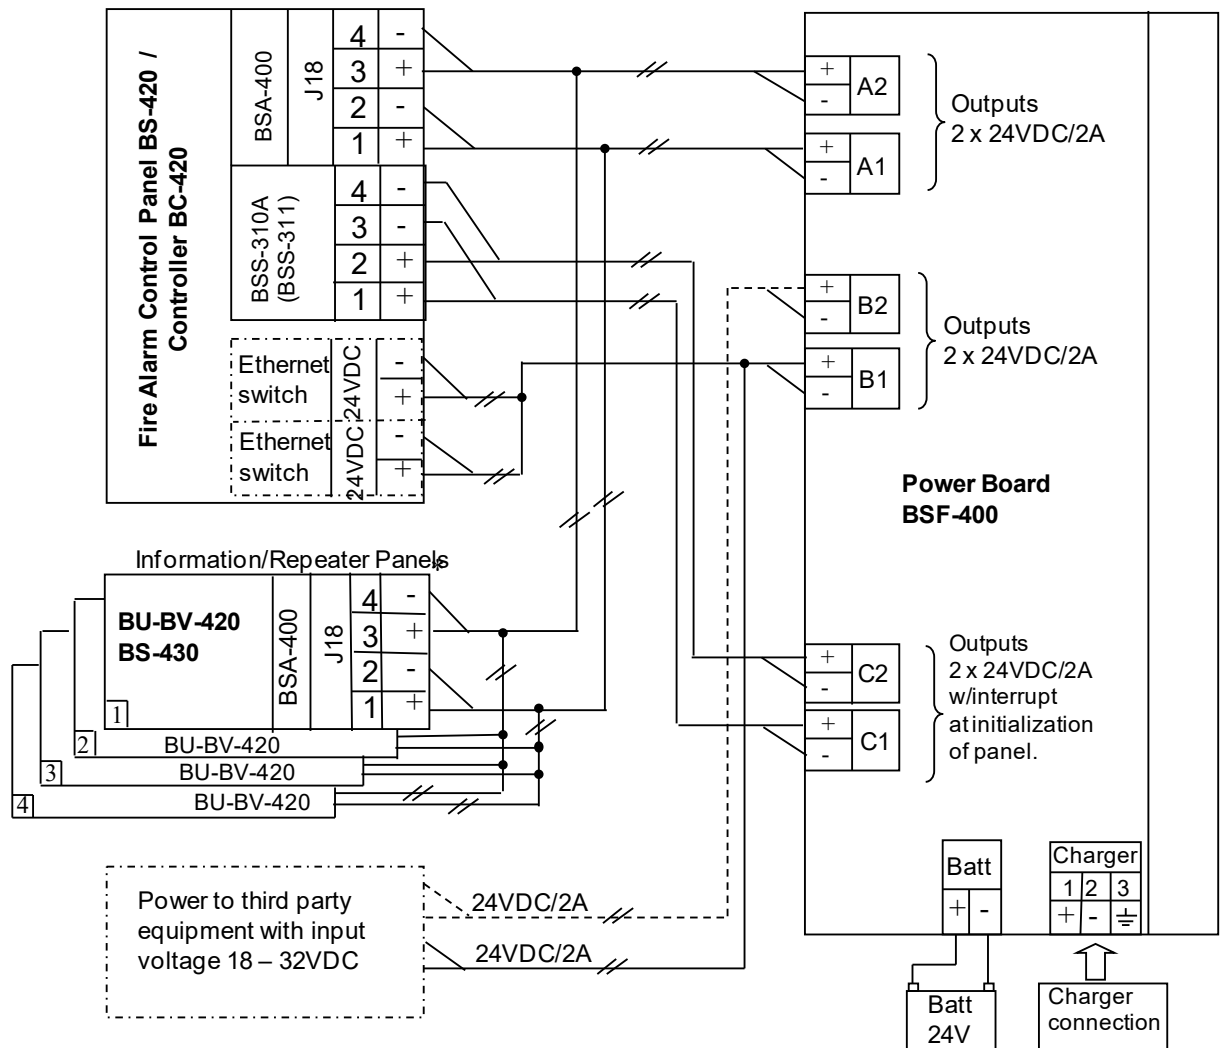 Fire Alarm Control Panel BS-420 /
Controller BC-420
BSA-400
J18
4 -
3 +
2 -
1 +
BSS-310A
(BSS-311)
4 -
3 -
2 +
1 +
Ethernet
switch
24VDC
-
+
Ethernet
switch
24VDC
-
+
+
-
A2
+
-
A1
Outputs
2 x 24VDC/2A
+
-
B2
+
-
B1
Outputs
2 x 24VDC/2A
Power Board
BSF-400
Information/Repeater Panels*
BU-BV-420
BS-430
BSA-400
J18
4 -
3 +
2 -
1 +
1
2 BU-BV-420
3 BU-BV-420
4 BU-BV-420
+
-
C2
+
-
C1
Outputs
2 x 24VDC/2A
w/interrupt
at initialization
of panel.
Power to third party
equipment with input
voltage 18 – 32VDC
24VDC/2A
24VDC/2A
Batt
+ -
Charger
1 2 3
+ -
Batt
24V
Charger
connection